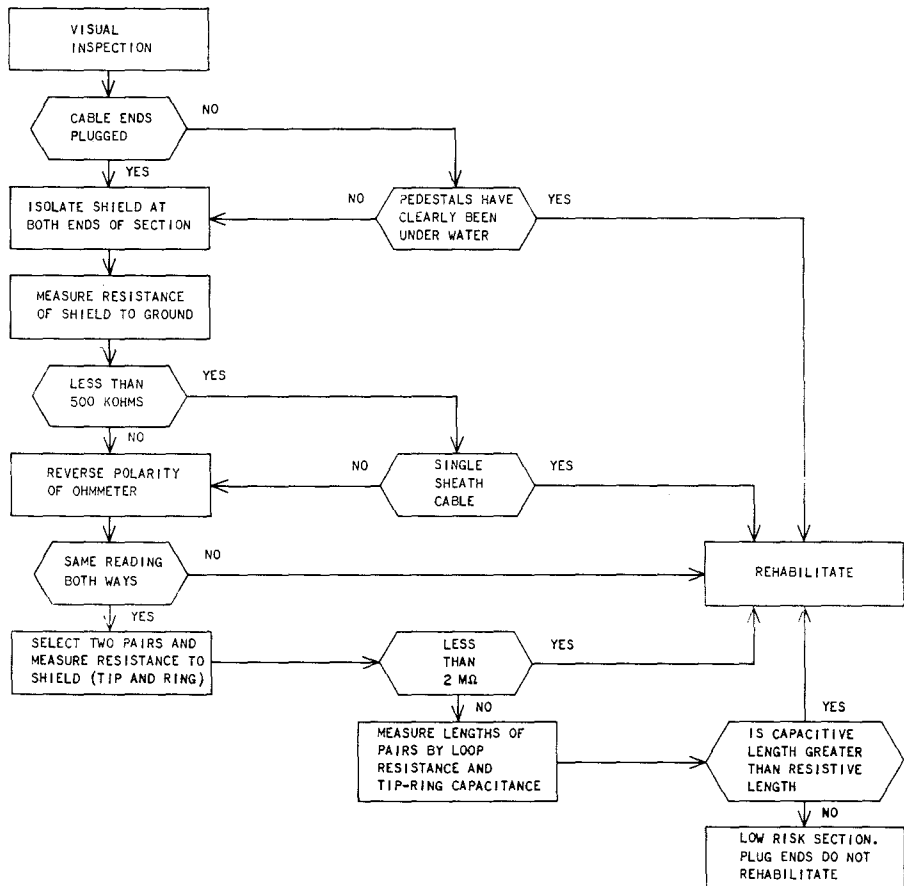 VISUAL
INSPECTION
CABLE ENDS
PLUGGED
NO
YES
ISOLATE SHIELD AT
BOTH ENDS OF SECTION
NO
PEDESTALS HAVE
CLEARLY BEEN
UNDER WATER
YES
MEASURE RESISTANCE
OF SHIELD TO GROUND
LESS THAN
500 KOHMS
YES
NO
REVERSE POLARITY
OF OHMMETER
NO
SINGLE
SHEATH
CABLE
YES
SAME READING
BOTH WAYS
NO
REHABILITATE
YES
SELECT TWO PAIRS AND
MEASURE RESISTANCE TO
SHIELD (TIP AND RING)
LESS
THAN
2 MΩ
YES
NO
MEASURE LENGTHS OF
PAIRS BY LOOP
RESISTANCE AND
TIP-RING CAPACITANCE
YES
IS CAPACITIVE
LENGTH GREATER
THAN RESISTIVE
LENGTH
NO
LOW RISK SECTION.
PLUG ENDS DO NOT
REHABILITATE